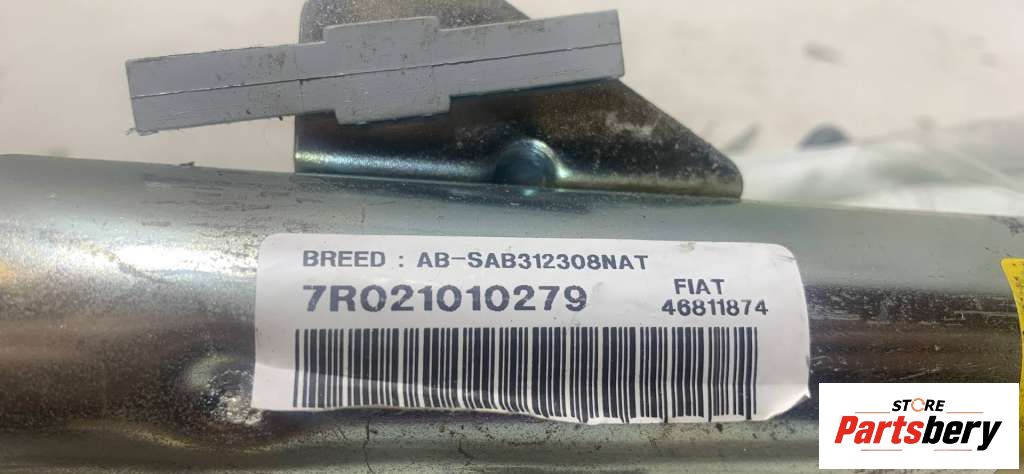 BREED : AB-SAB312308NAT
7R021010279
FIAT
46811874
STORE
Partsbery